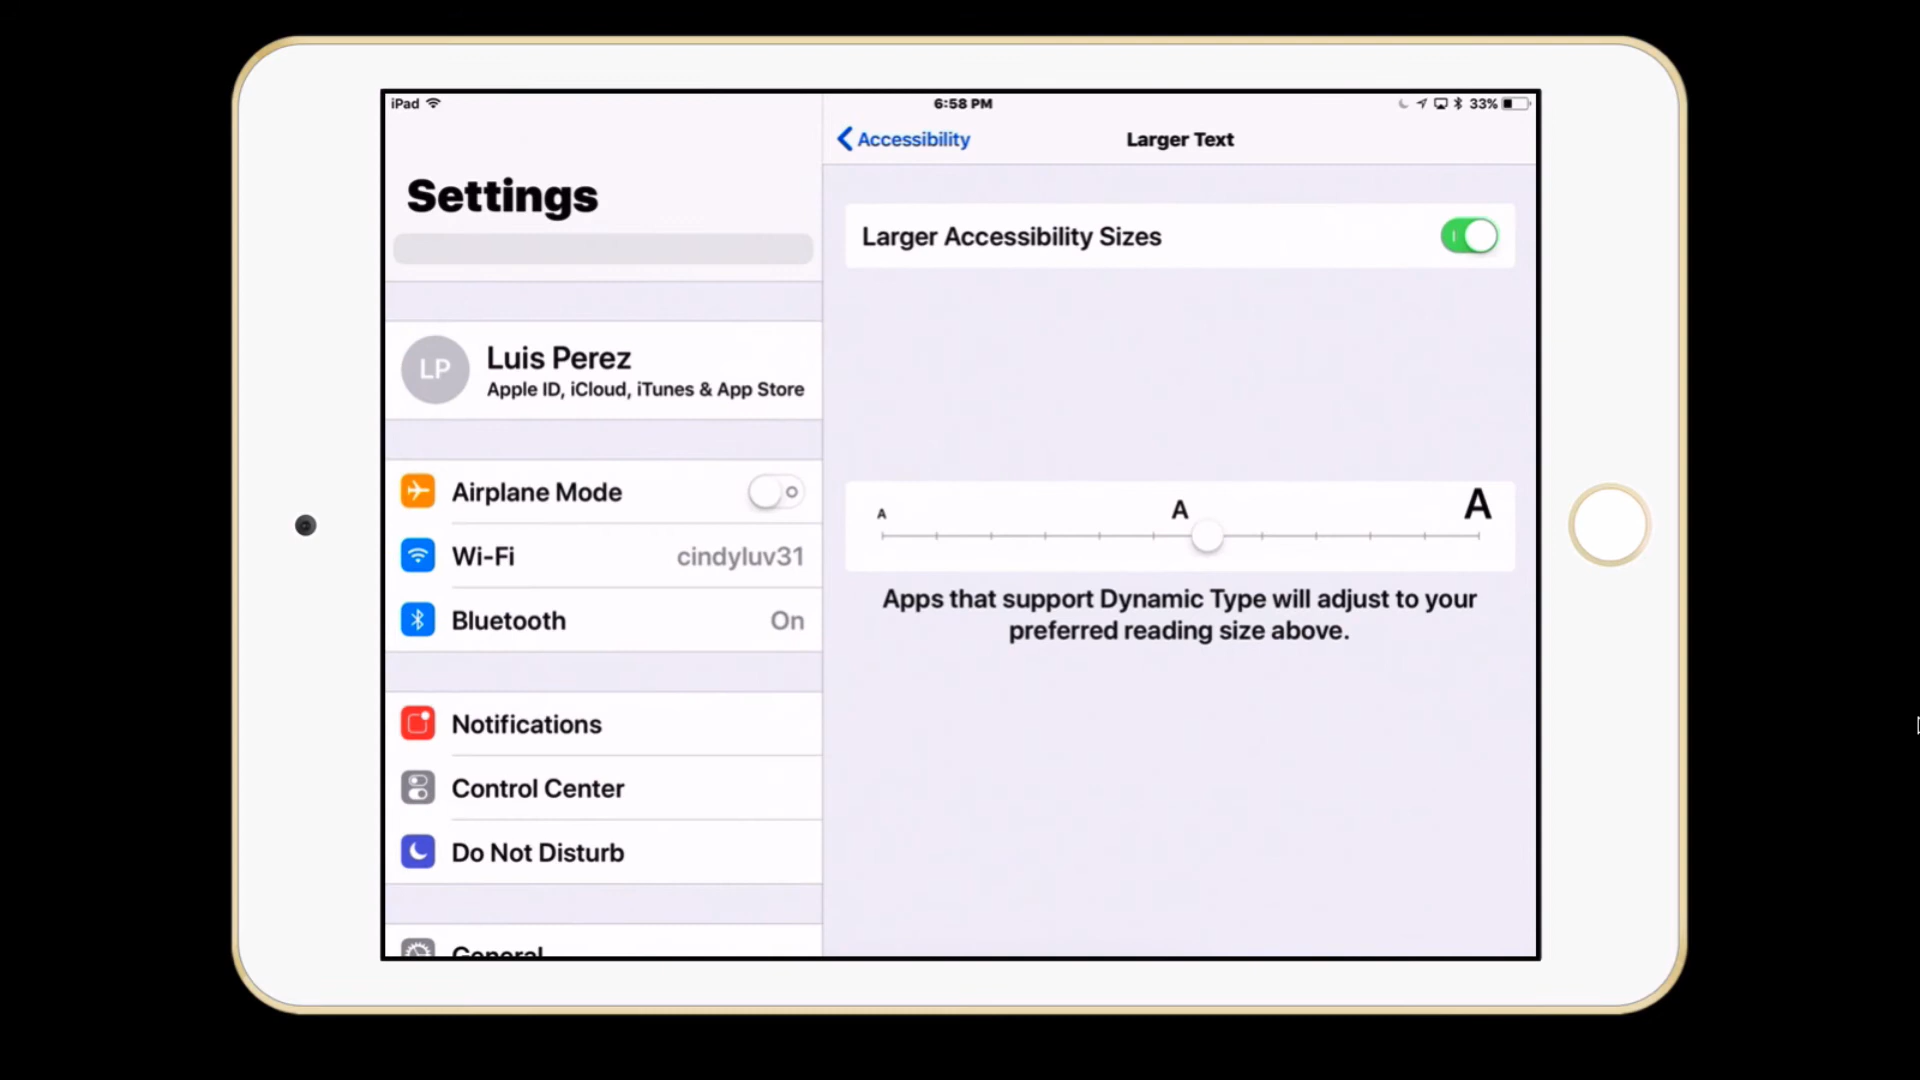 iPad
6:58 PM
33%
Settings
LP
Luis Perez
Apple ID, iCloud, iTunes & App Store
Airplane Mode
Wi-Fi cindyluv31
Bluetooth On
Notifications
Control Center
Do Not Disturb
General
Accessibility
Larger Text
Larger Accessibility Sizes
A A A
Apps that support Dynamic Type will adjust to your
preferred reading size above.